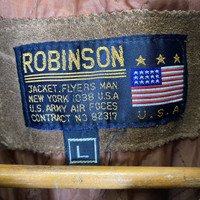 ROBINSON
JACKET. FLYERS MAN
NEW YORK 1038 U.S.A
U.S. ARMY AIR FOCES
CONTRACT NO 82317
U.S.A
L